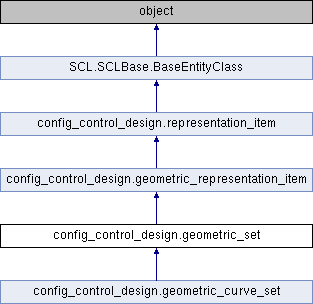 object
SCL.SCLBase.BaseEntityClass
config_control_design.representation_item
config_control_design.geometric_representation_item
config_control_design.geometric_set
config_control_design.geometric_curve_set